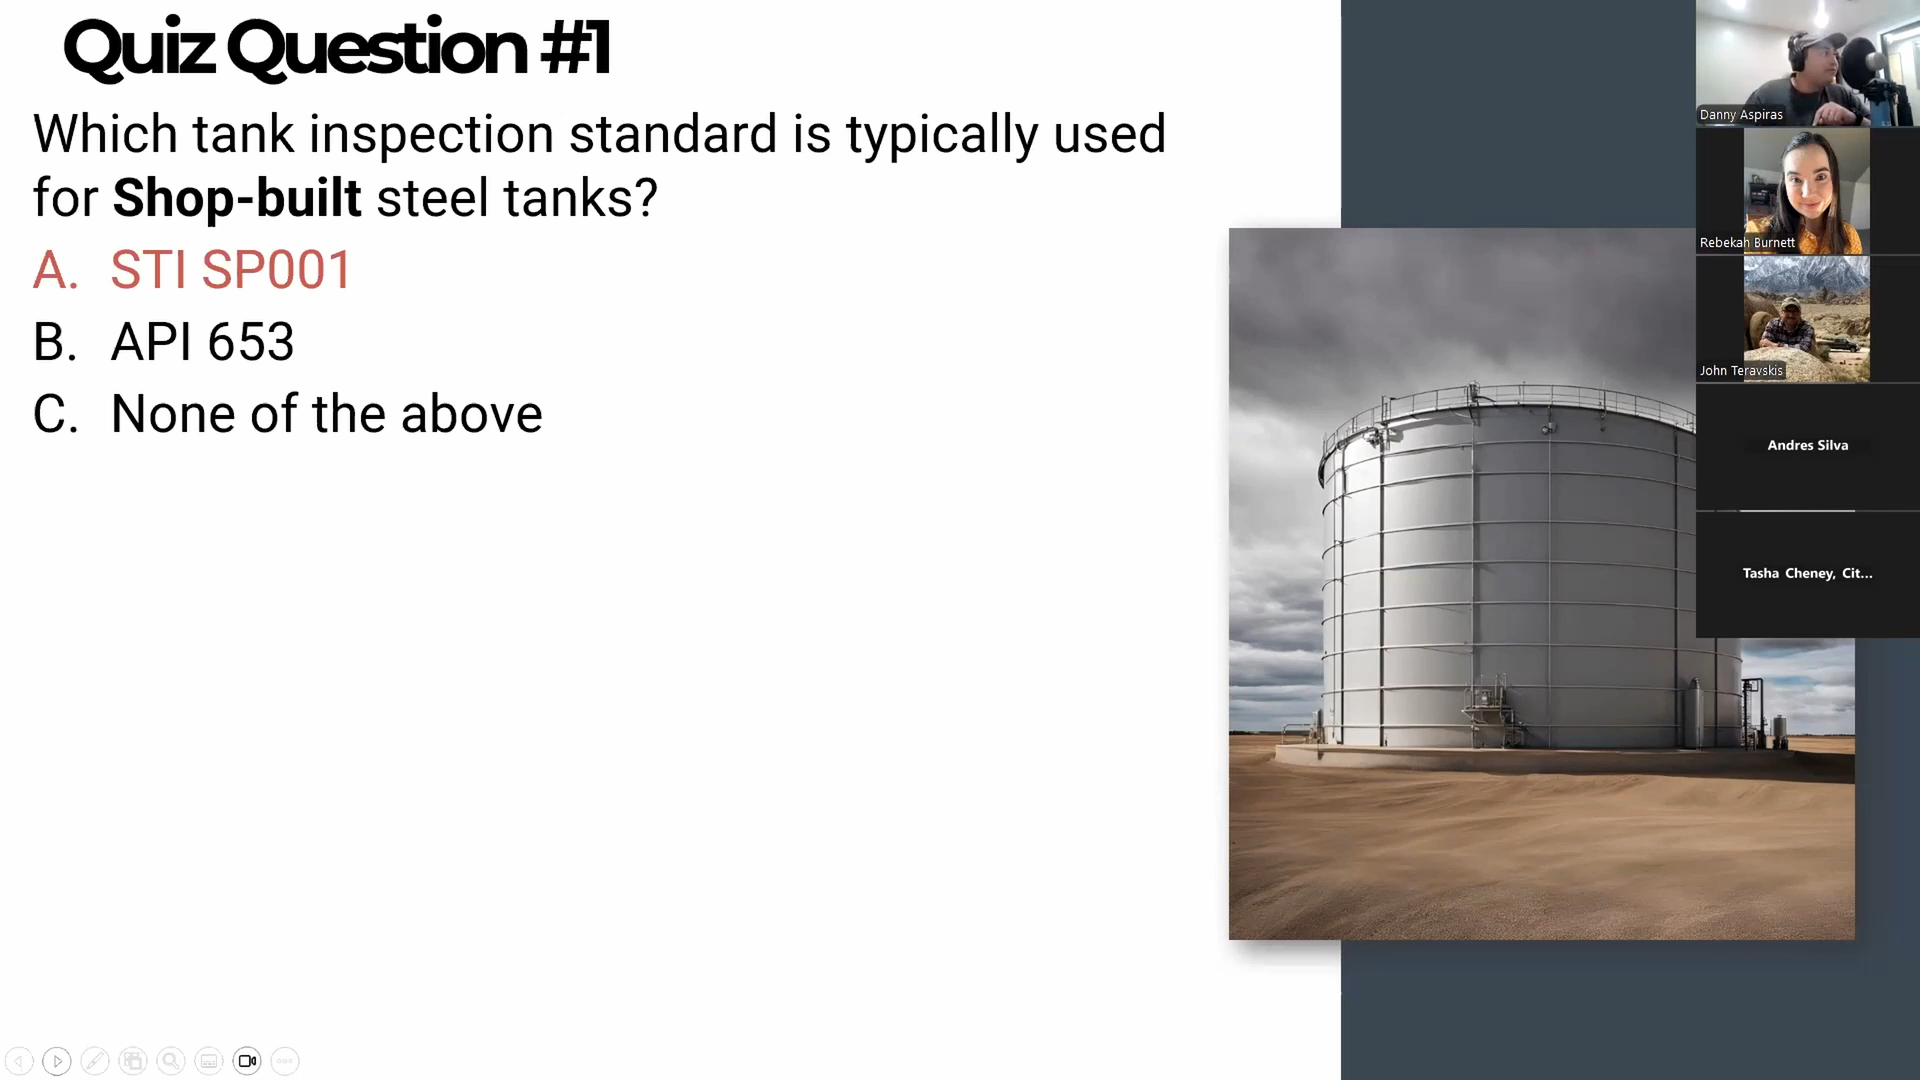 Quiz Question #1
Which tank inspection standard is typically used
for Shop-built steel tanks?
A. STI SP001
B. API 653
C. None of the above
Danny Aspiras
Rebekah Burnett
John Teravskis
Andres Silva
Tasha Cheney, Cit...